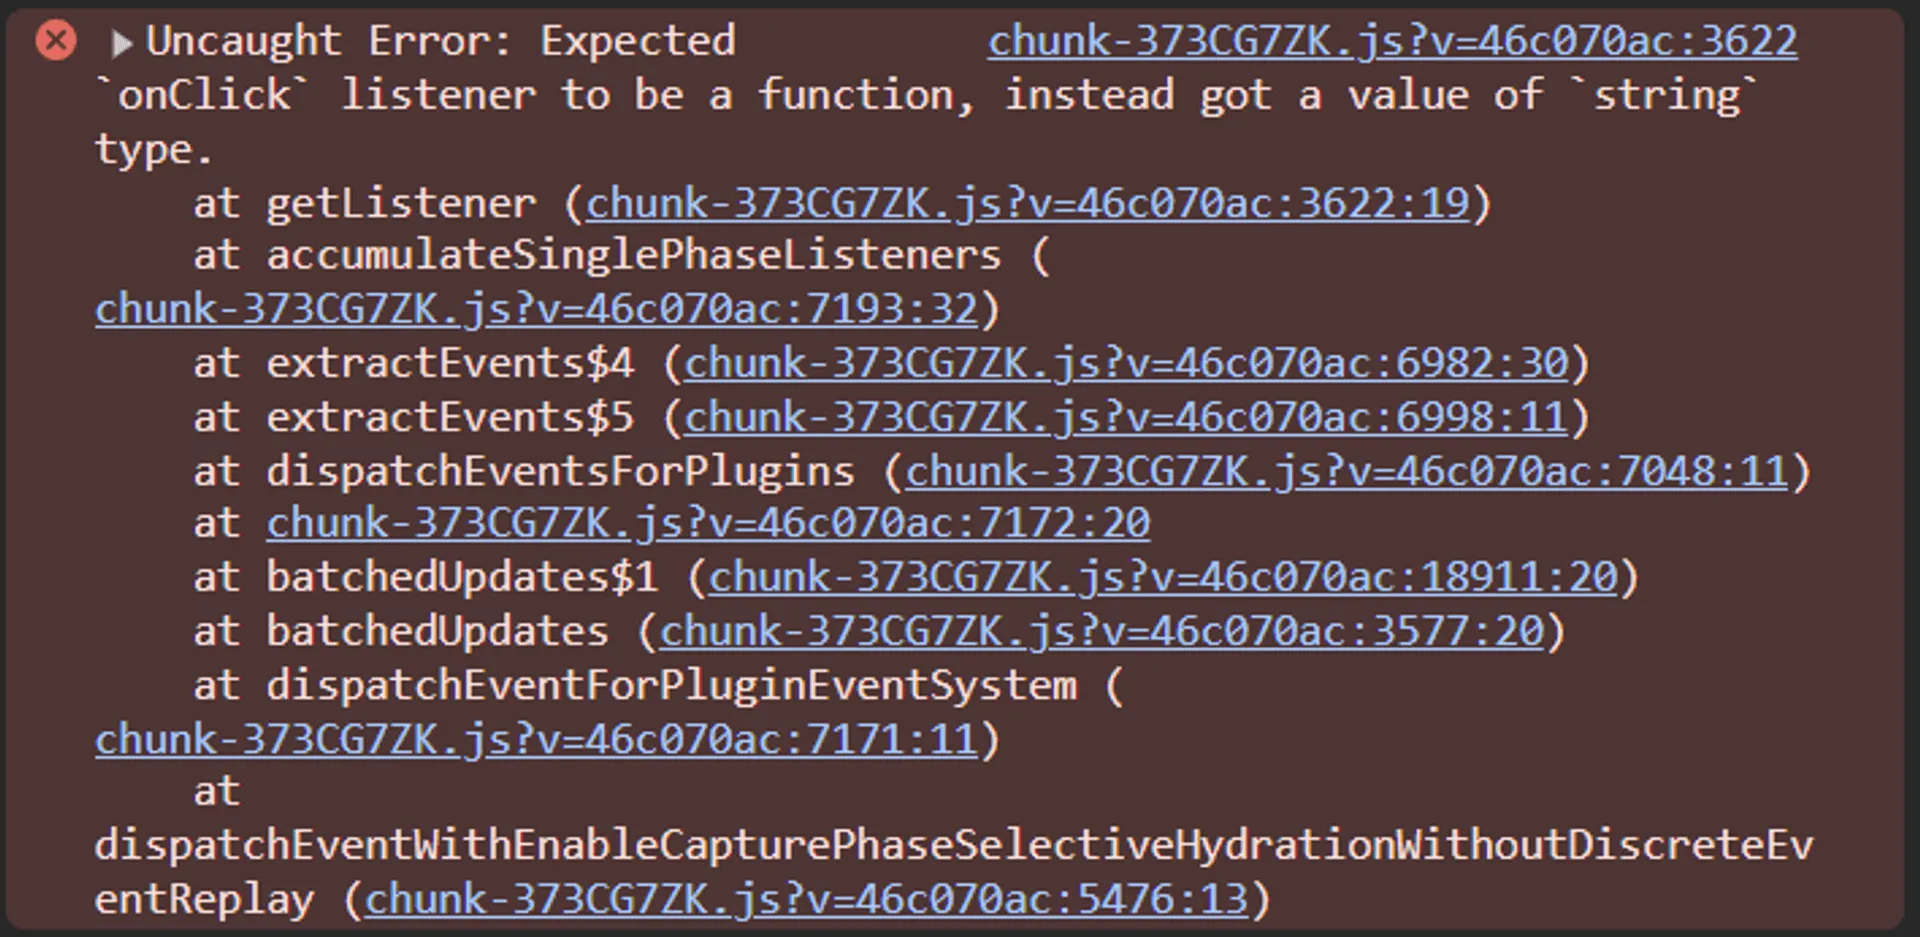 Uncaught Error: Expected chunk-373CG7ZK.js?v=46c070ac:3622
`onClick` listener to be a function, instead got a value of `string`
type.
at getListener (chunk-373CG7ZK.js?v=46c070ac:3622:19)
at accumulateSinglePhaseListeners (
chunk-373CG7ZK.js?v=46c070ac:7193:32)
at extractEvents$4 (chunk-373CG7ZK.js?v=46c070ac:6982:30)
at extractEvents$5 (chunk-373CG7ZK.js?v=46c070ac:6998:11)
at dispatchEventsForPlugins (chunk-373CG7ZK.js?v=46c070ac:7048:11)
at chunk-373CG7ZK.js?v=46c070ac:7172:20
at batchedUpdates$1 (chunk-373CG7ZK.js?v=46c070ac:18911:20)
at batchedUpdates (chunk-373CG7ZK.js?v=46c070ac:3577:20)
at dispatchEventForPluginEventSystem (
chunk-373CG7ZK.js?v=46c070ac:7171:11)
at
dispatchEventWithEnableCapturePhaseSelectiveHydrationWithoutDiscreteEv
entReplay (chunk-373CG7ZK.js?v=46c070ac:5476:13)